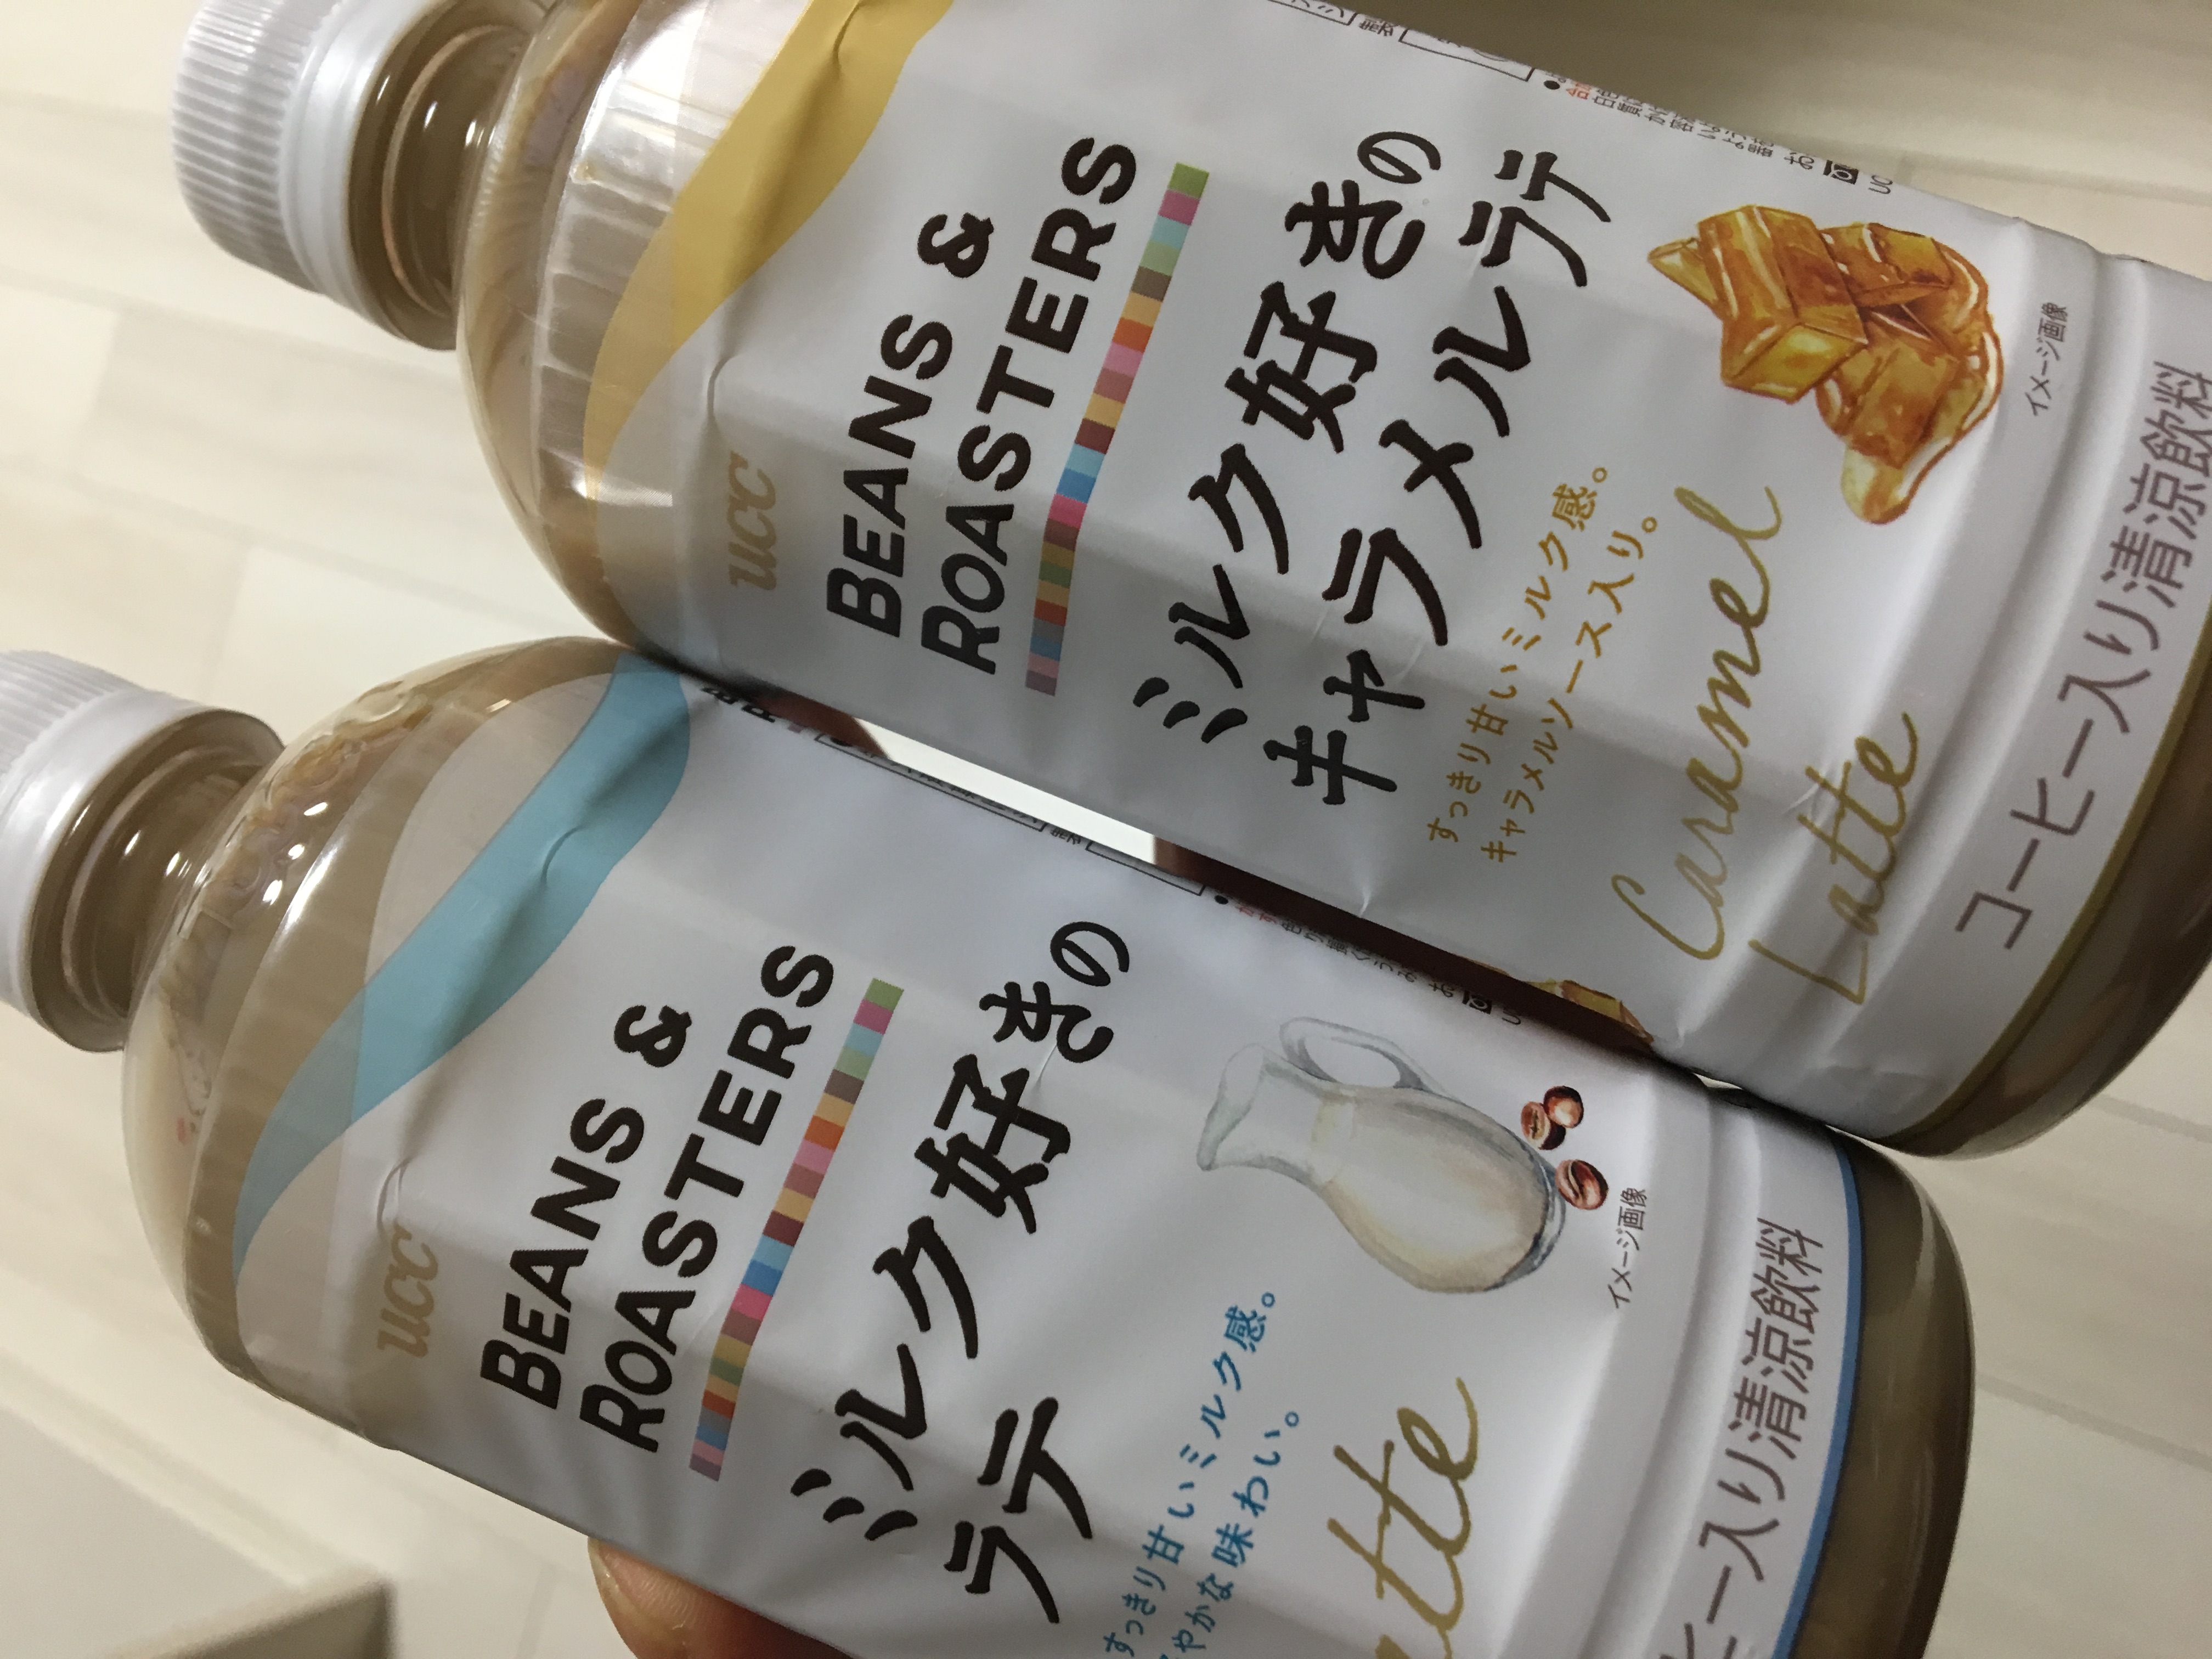 ucc
BEANS &
ROASTERS
ミルク好きの
キャラメルラテ
すっきり甘いミルク感。
キャラメルソース入り。
Caramel
Latte
イメージ画像
コーヒー入り清涼飲料
ucc
BEANS &
ROASTERS
ミルク好きの
ラテ
すっきり甘いミルク感。
やかな味わい。
atte
イメージ画像
ヒー入り清涼飲料